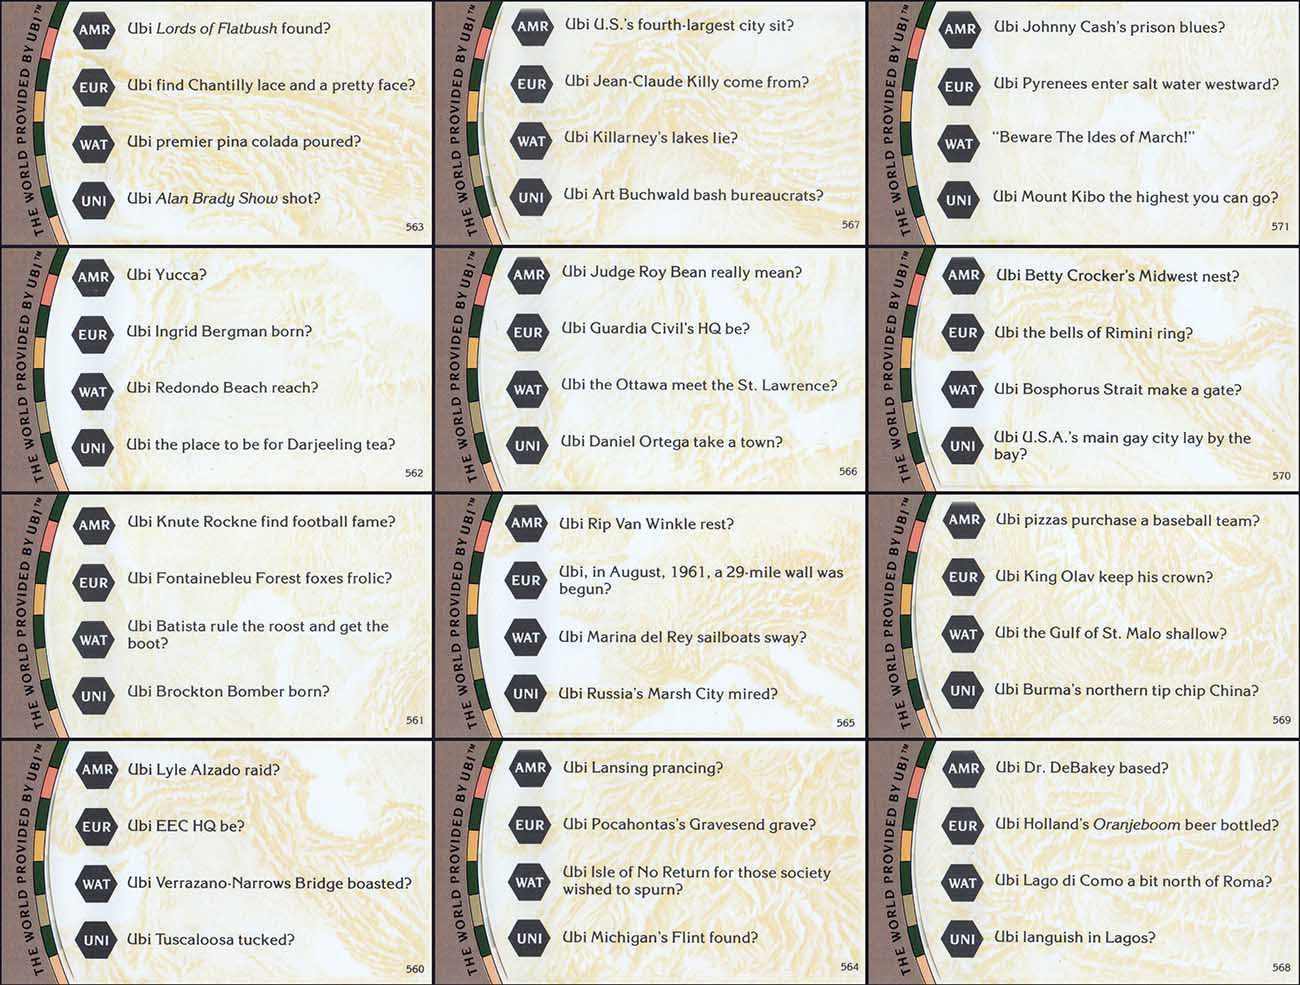 THE WORLD PROVIDED BY UBI™
AMR Ubi Lords of Flatbush found?
EUR Ubi find Chantilly lace and a pretty face?
WAT Ubi premier pina colada poured?
UNI Ubi Alan Brady Show shot?
563
THE WORLD PROVIDED BY UBI™
AMR Ubi U.S.'s fourth-largest city sit?
EUR Ubi Jean-Claude Killy come from?
WAT Ubi Killarney's lakes lie?
UNI Ubi Art Buchwald bash bureaucrats?
567
THE WORLD PROVIDED BY UBI™
AMR Ubi Johnny Cash's prison blues?
EUR Ubi Pyrenees enter salt water westward?
WAT "Beware The Ides of March!"
UNI Ubi Mount Kibo the highest you can go?
571
THE WORLD PROVIDED BY UBI™
AMR Ubi Yucca?
EUR Ubi Ingrid Bergman born?
WAT Ubi Redondo Beach reach?
UNI Ubi the place to be for Darjeeling tea?
562
THE WORLD PROVIDED BY UBI™
AMR Ubi Judge Roy Bean really mean?
EUR Ubi Guardia Civil's HQ be?
WAT Ubi the Ottawa meet the St. Lawrence?
UNI Ubi Daniel Ortega take a town?
566
THE WORLD PROVIDED BY UBI™
AMR Ubi Betty Crocker's Midwest nest?
EUR Ubi the bells of Rimini ring?
WAT Ubi Bosphorus Strait make a gate?
UNI Ubi U.S.A.'s main gay city lay by the
bay?
570
THE WORLD PROVIDED BY UBI™
AMR Ubi Knute Rockne find football fame?
EUR Ubi Fontainebleu Forest foxes frolic?
WAT Ubi Batista rule the roost and get the
boot?
UNI Ubi Brockton Bomber born?
561
THE WORLD PROVIDED BY UBI™
AMR Ubi Rip Van Winkle rest?
EUR Ubi, in August, 1961, a 29-mile wall was
begun?
WAT Ubi Marina del Rey sailboats sway?
UNI Ubi Russia's Marsh City mired?
565
THE WORLD PROVIDED BY UBI™
AMR Ubi pizzas purchase a baseball team?
EUR Ubi King Olav keep his crown?
WAT Ubi the Gulf of St. Malo shallow?
UNI Ubi Burma's northern tip chip China?
569
THE WORLD PROVIDED BY UBI™
AMR Ubi Lyle Alzado raid?
EUR Ubi EEC HQ be?
WAT Ubi Verrazano-Narrows Bridge boasted?
UNI Ubi Tuscaloosa tucked?
560
THE WORLD PROVIDED BY UBI™
AMR Ubi Lansing prancing?
EUR Ubi Pocahontas's Gravesend grave?
WAT Ubi Isle of No Return for those society
wished to spurn?
UNI Ubi Michigan's Flint found?
564
THE WORLD PROVIDED BY UBI™
AMR Ubi Dr. DeBakey based?
EUR Ubi Holland's Oranjeboom beer bottled?
WAT Ubi Lago di Como a bit north of Roma?
UNI Ubi languish in Lagos?
568